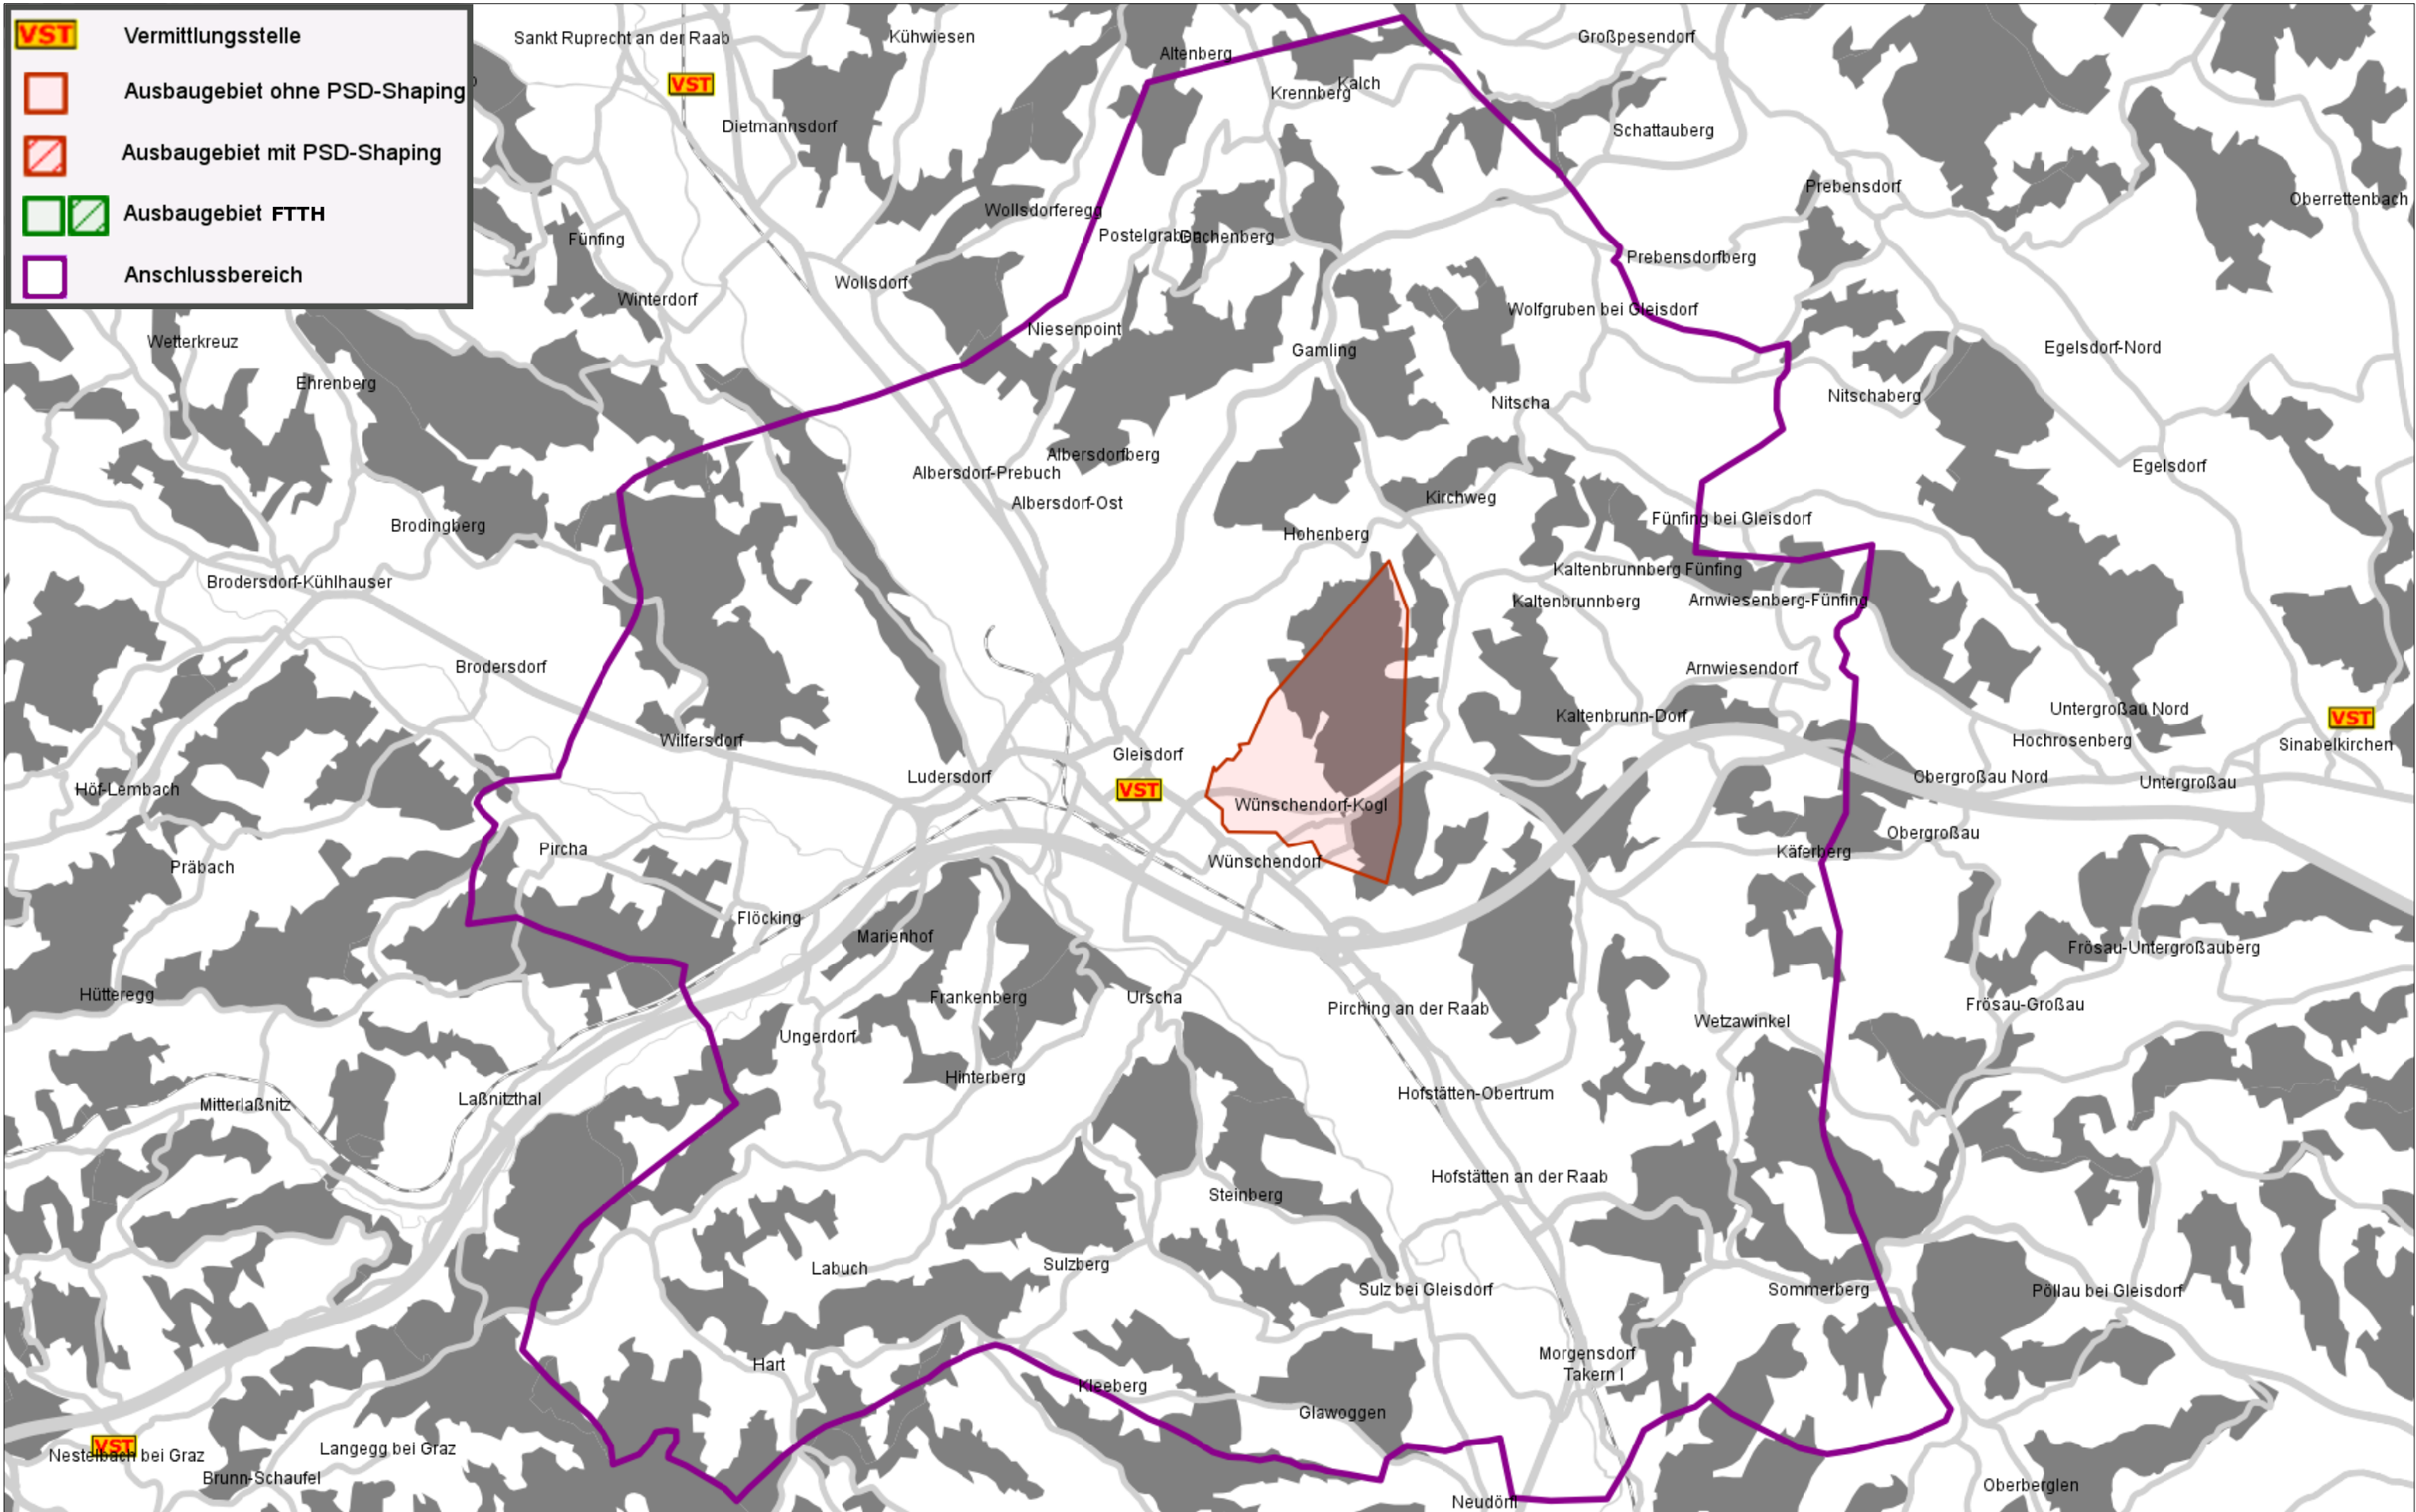 VST Vermittlungsstelle
Ausbaugebiet ohne PSD-Shaping
Ausbaugebiet mit PSD-Shaping
Ausbaugebiet FTTH
Anschlussbereich
Sankt Ruprecht an der Raab
Kühwiesen
Großpesendorf
Altenberg
VST
Kalch
Krennberg
Dietmannsdorf
Schattauberg
Prebensdorf
Oberrettenbach
Wollsdorferegg
Fünfing
Postelgraben
Dachenberg
Prebensdorfberg
Wollsdorf
Winterdorf
Wolfgruben bei Gleisdorf
Niesenpoint
Wetterkreuz
Gamling
Egelsdorf-Nord
Ehrenberg
Nitschaberg
Nitscha
Albersdorfberg
Egelsdorf
Albersdorf-Prebuch
Kirchweg
Albersdorf-Ost
Fünfing bei Gleisdorf
Brodingberg
Hohenberg
Kaltenbrunnberg Fünfing
Brodersdorf-Kühlhauser
Kaltenbrunnberg
Arnwiesenberg-Fünfing
Brodersdorf
Arnwiesendorf
Untergroßau Nord
Kaltenbrunn-Dorf
VST
Wilfersdorf
Hochrosenberg
Sinabelkirchen
Gleisdorf
Ludersdorf
Obergroßau Nord
Untergroßau
Höf-Lembach
VST
Wünschendorf-Kogl
Obergroßau
Pircha
Käferberg
Präbach
Wünschendorf
Flöcking
Marienhof
Frösau-Untergroßauberg
Hütteregg
Frankenberg
Urscha
Frösau-Großau
Pirching an der Raab
Wetzawinkel
Ungerdorf
Hinterberg
Hofstätten-Obertrum
Laßnitzthal
Mitterlaßnitz
Hofstätten an der Raab
Steinberg
Sulzberg
Labuch
Sulz bei Gleisdorf
Sommerberg
Pöllau bei Gleisdorf
Morgensdorf
Hart
Takern I
Kleeberg
Glawoggen
VST
Langegg bei Graz
Nestelbach bei Graz
Brunn-Schaufel
Oberberglen
Neudörfl